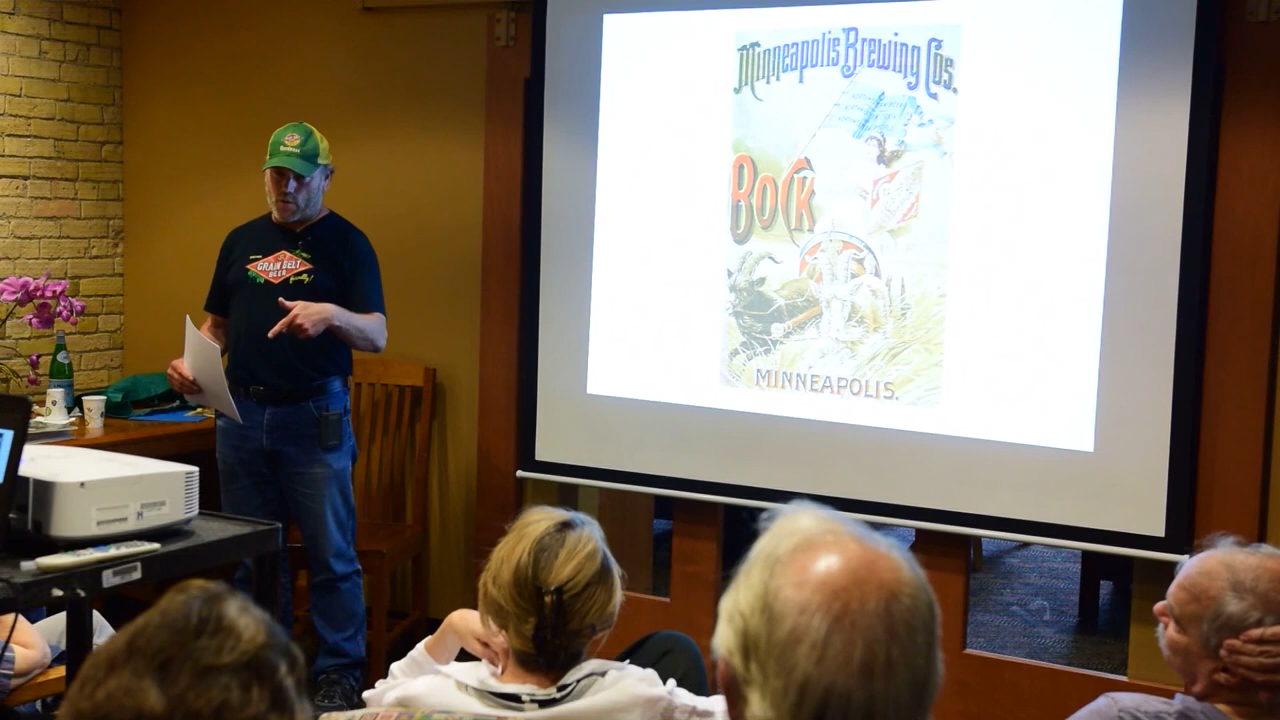 Minneapolis Brewing Cos.
BOCK
MINNEAPOLIS.
GRAIN BELT
BEER